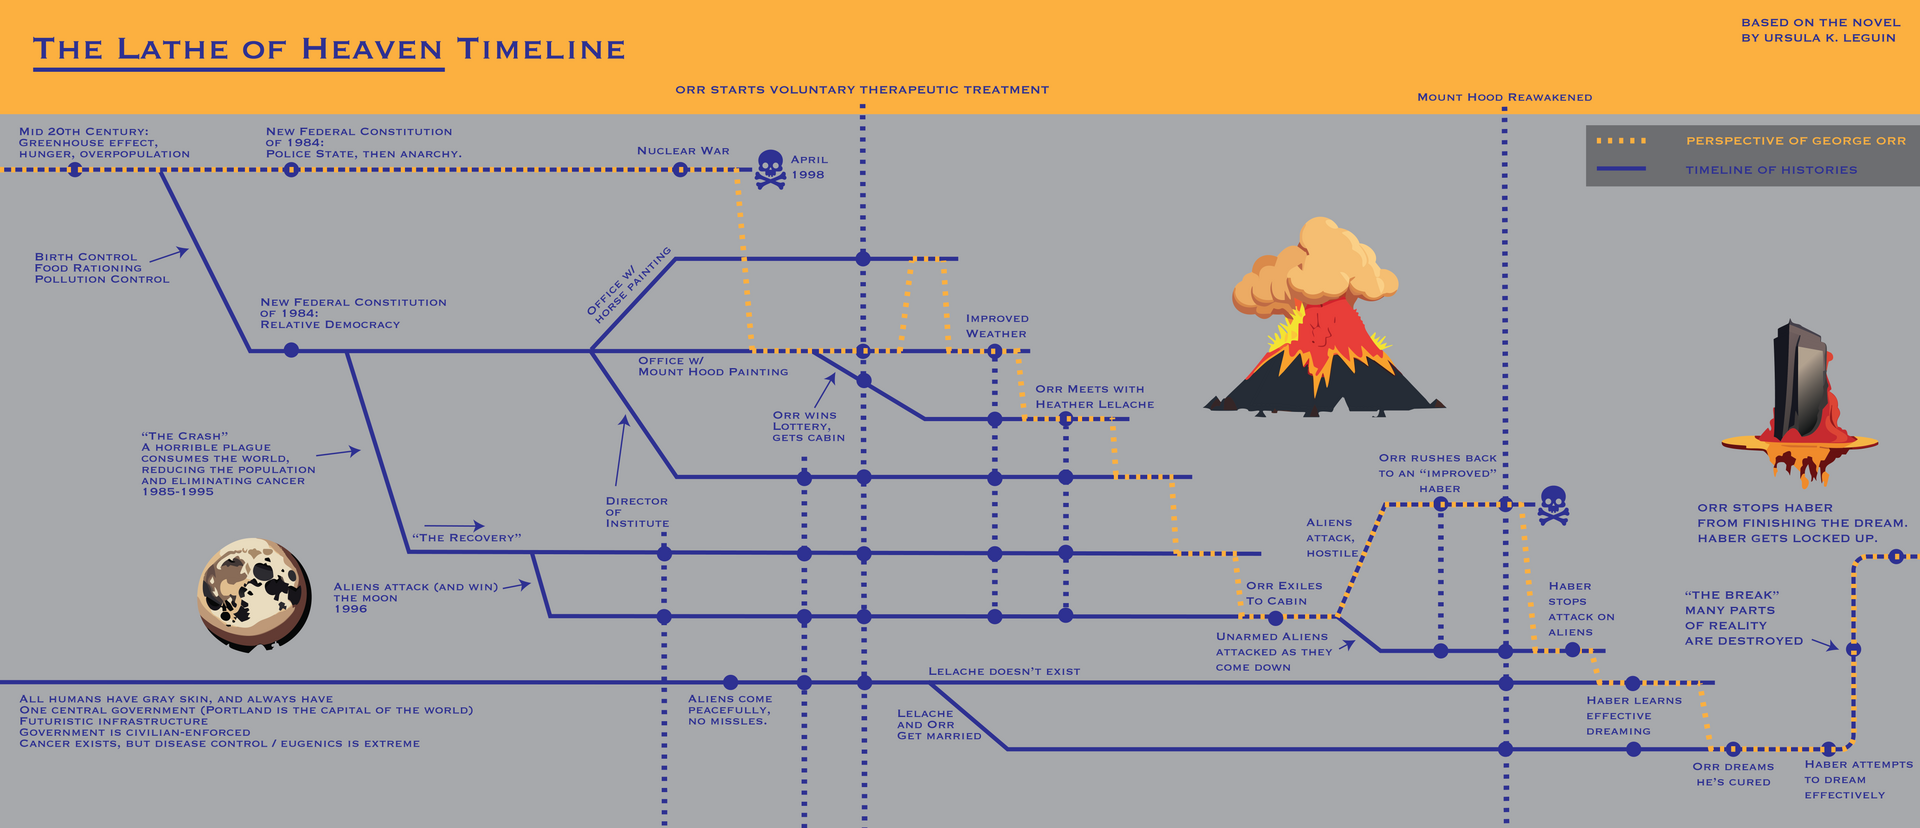 The Lathe of Heaven Timeline
Based on the novel
by Ursula K. LeGuin
Orr starts voluntary therapeutic treatment
Mount Hood Reawakened
Perspective of George Orr
Timeline of Histories
Mid 20th Century:
Greenhouse effect,
hunger, overpopulation
New Federal Constitution
of 1984:
Police State, then anarchy.
Nuclear War
April
1998
Birth Control
Food Rationing
Pollution Control
New Federal Constitution
of 1984:
Relative Democracy
Office w/
Horse Painting
Office w/
Mount Hood Painting
Improved
Weather
Orr wins
Lottery,
gets cabin
Orr Meets with
Heather Lelache
"The Crash"
A horrible plague
consumes the world,
reducing the population
and eliminating cancer
1985-1995
Director
of
Institute
"The Recovery"
Aliens attack (and win)
the moon
1996
Orr rushes back
to an "improved"
Haber
Aliens
attack,
hostile
Orr Exiles
To Cabin
Unarmed Aliens
attacked as they
come down
Haber
stops
attack on
aliens
Orr stops Haber
from finishing the dream.
Haber gets locked up.
"The Break"
Many parts
of reality
are destroyed
Lelache doesn't exist
All humans have gray skin, and always have
One central government (Portland is the capital of the world)
Futuristic infrastructure
Government is civilian-enforced
Cancer exists, but disease control / eugenics is extreme
Aliens come
peacefully,
no missles.
Lelache
and Orr
Get married
Haber learns
effective
dreaming
Orr dreams
he's cured
Haber attempts
to dream
effectively